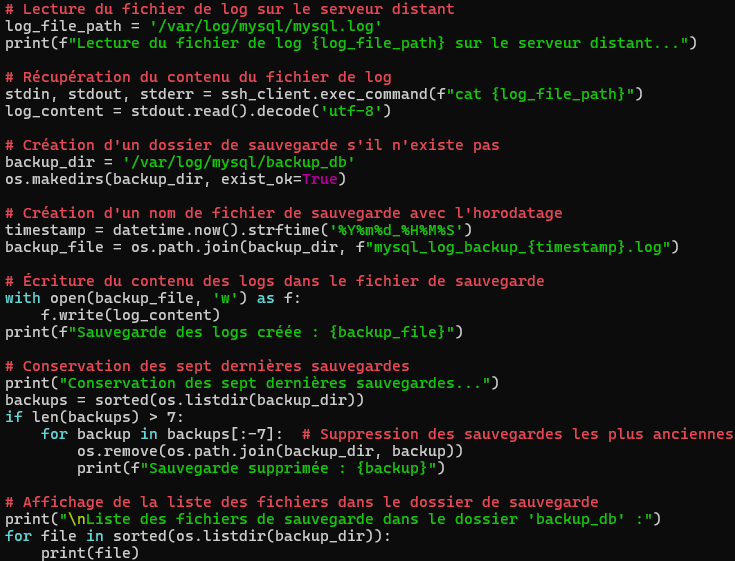 # Lecture du fichier de log sur le serveur distant
log_file_path = '/var/log/mysql/mysql.log'
print(f"Lecture du fichier de log {log_file_path} sur le serveur distant...")

# Récupération du contenu du fichier de log
stdin, stdout, stderr = ssh_client.exec_command(f"cat {log_file_path}")
log_content = stdout.read().decode('utf-8')

# Création d'un dossier de sauvegarde s'il n'existe pas
backup_dir = '/var/log/mysql/backup_db'
os.makedirs(backup_dir, exist_ok=True)

# Création d'un nom de fichier de sauvegarde avec l'horodatage
timestamp = datetime.now().strftime('%Y%m%d_%H%M%S')
backup_file = os.path.join(backup_dir, f"mysql_log_backup_{timestamp}.log")

# Écriture du contenu des logs dans le fichier de sauvegarde
with open(backup_file, 'w') as f:
    f.write(log_content)
print(f"Sauvegarde des logs créée : {backup_file}")

# Conservation des sept dernières sauvegardes
print("Conservation des sept dernières sauvegardes...")
backups = sorted(os.listdir(backup_dir))
if len(backups) > 7:
    for backup in backups[:-7]:  # Suppression des sauvegardes les plus anciennes
        os.remove(os.path.join(backup_dir, backup))
        print(f"Sauvegarde supprimée : {backup}")

# Affichage de la liste des fichiers dans le dossier de sauvegarde
print("\nListe des fichiers de sauvegarde dans le dossier 'backup_db' :")
for file in sorted(os.listdir(backup_dir)):
    print(file)